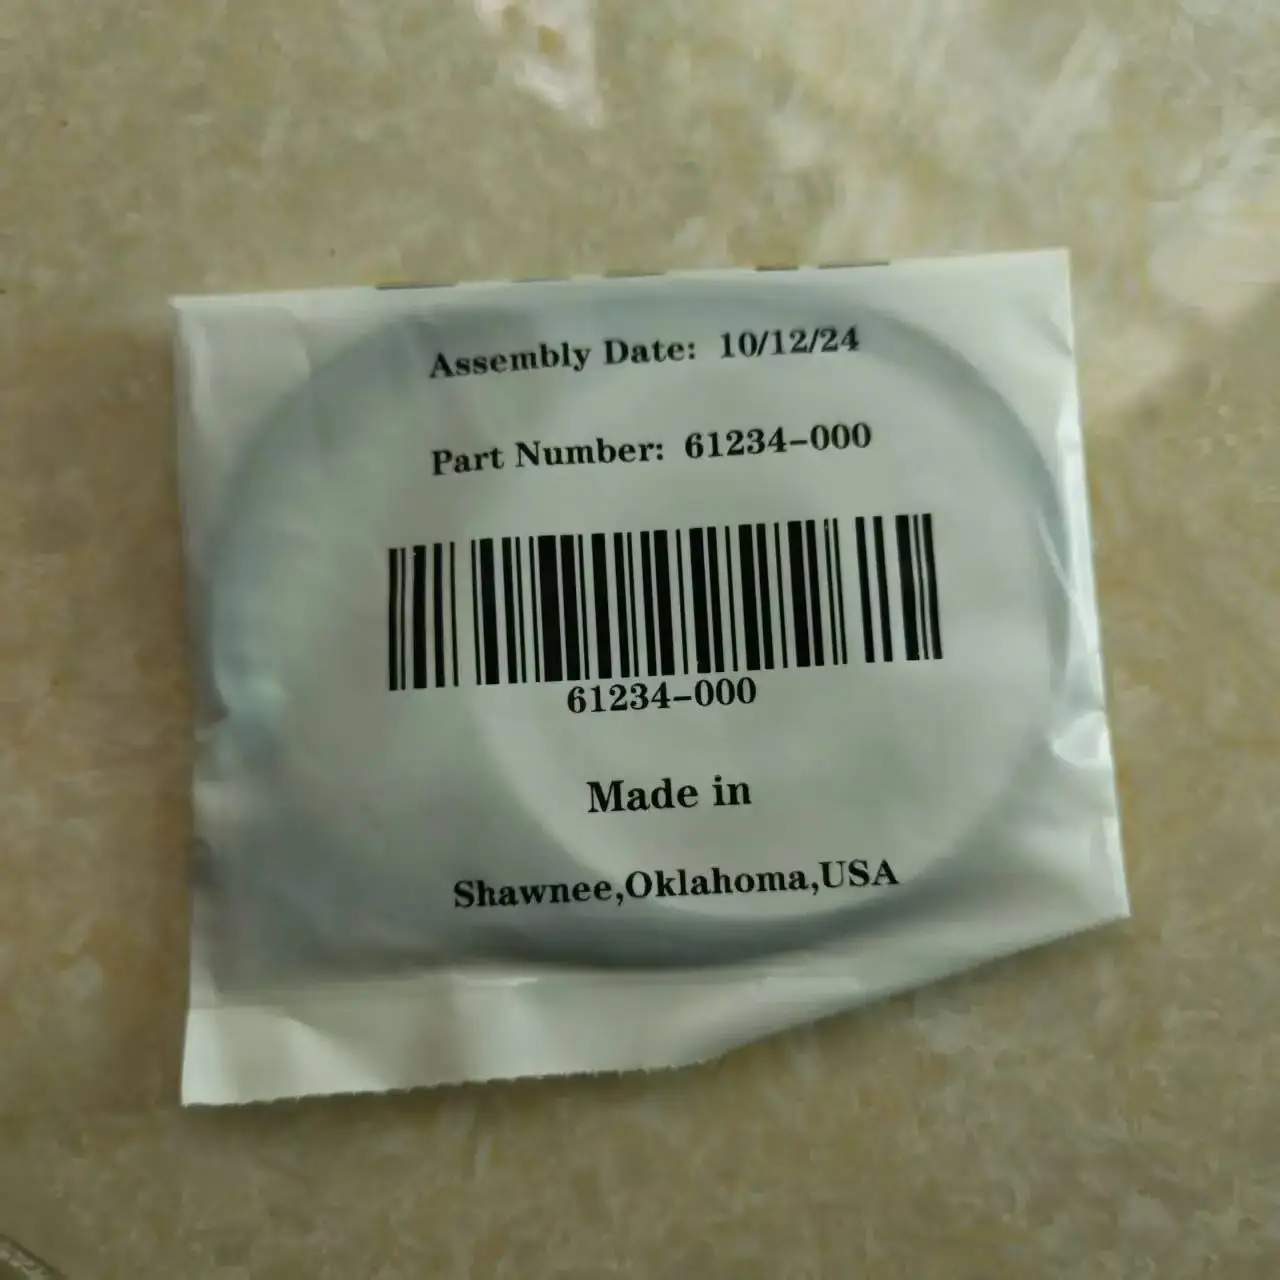 Assembly Date: 10/12/24
Part Number: 61234-000
61234-000
Made in
Shawnee,Oklahoma,USA